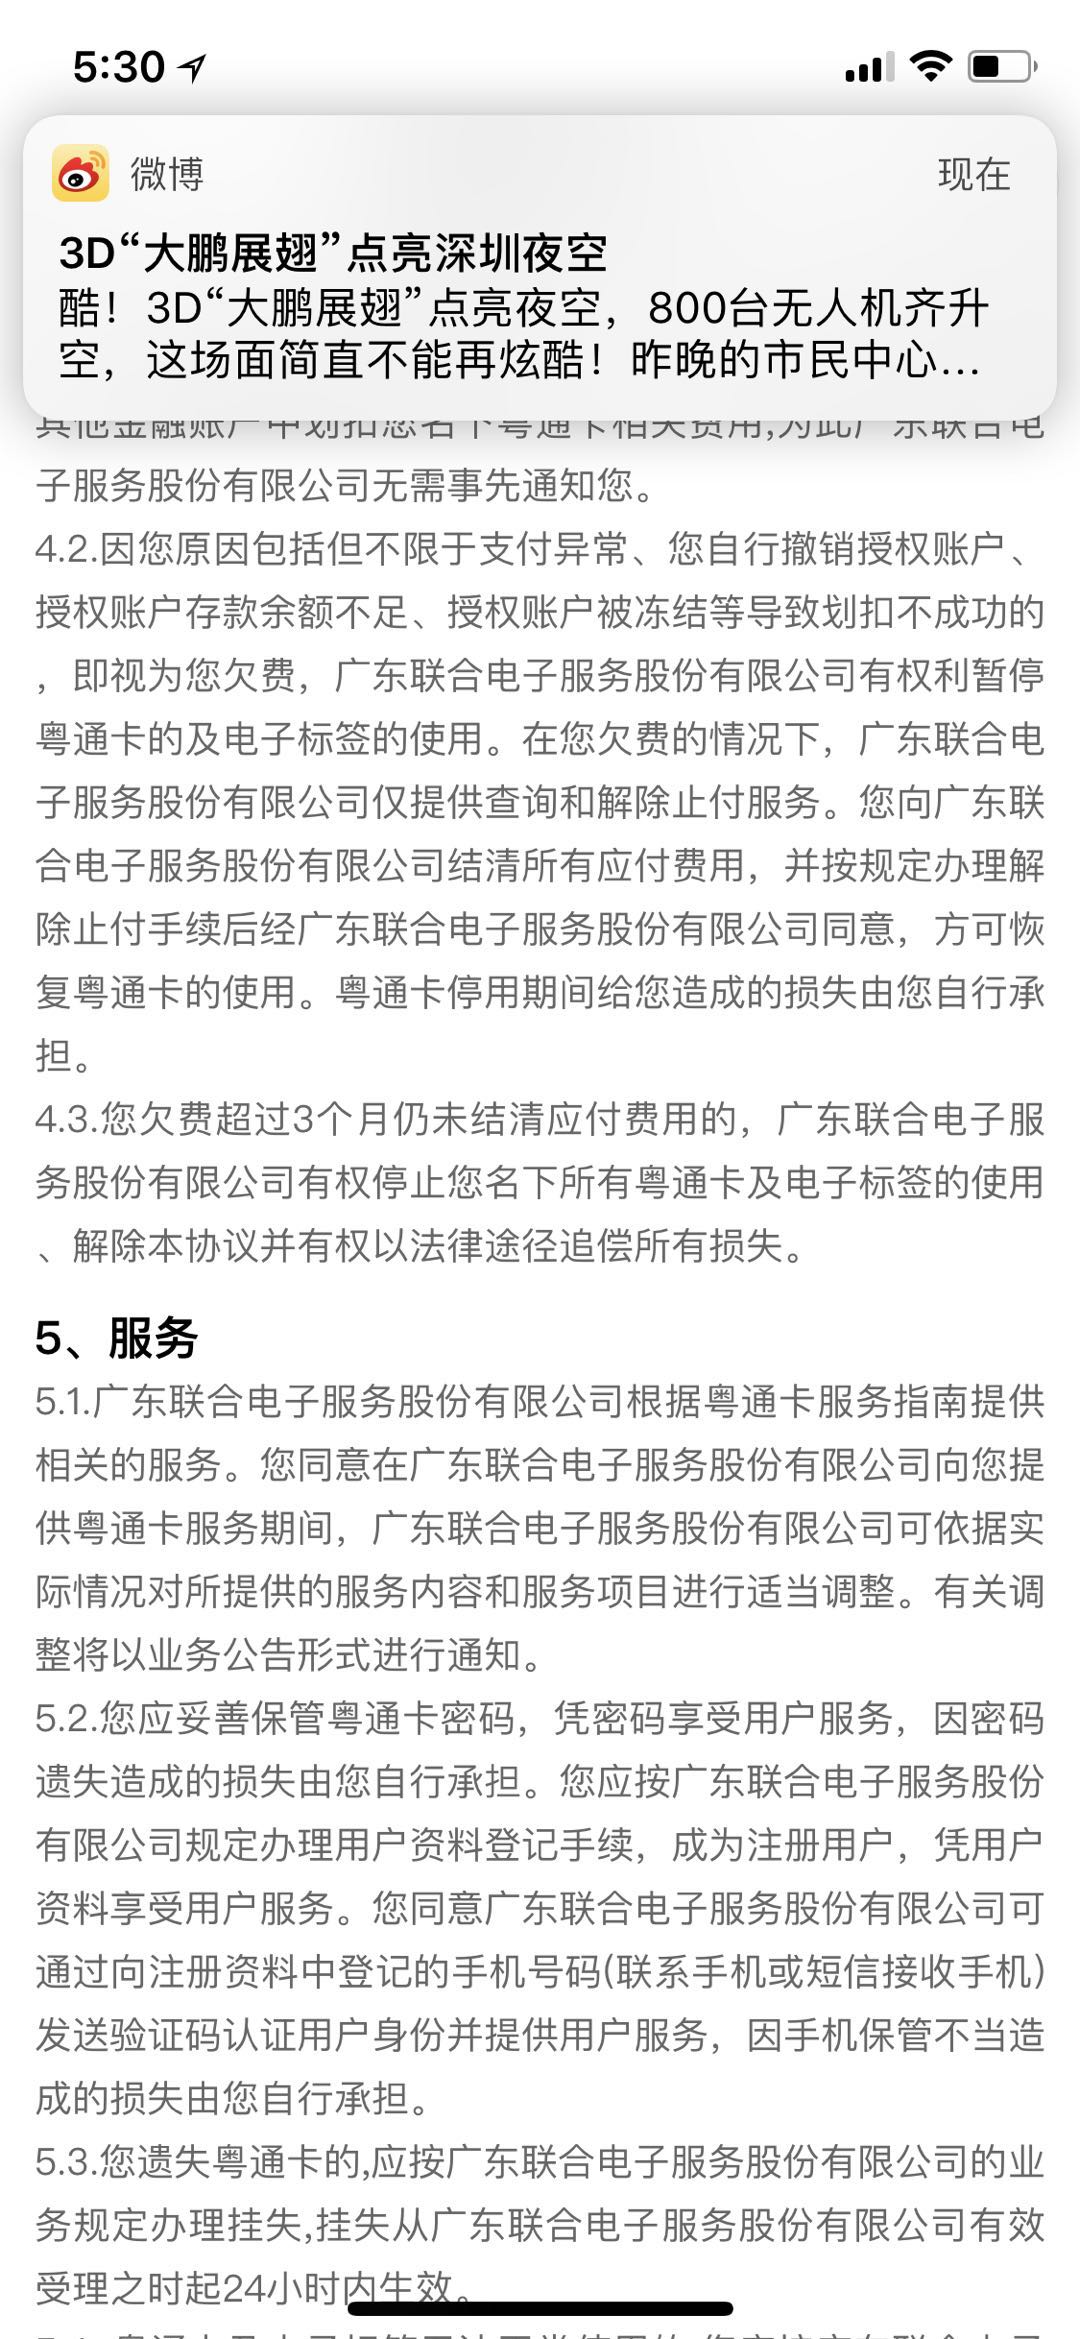 5:30
微博
现在
3D“大鹏展翅”点亮深圳夜空
酷！3D“大鹏展翅”点亮夜空，800台无人机齐升
空，这场面简直不能再炫酷！昨晚的市民中心...
其他金融账户中划扣您名下粤通卡相关费用,为此广东联合电
子服务股份有限公司无需事先通知您。
4.2.因您原因包括但不限于支付异常、您自行撤销授权账户、
授权账户存款余额不足、授权账户被冻结等导致划扣不成功的
，即视为您欠费，广东联合电子服务股份有限公司有权利暂停
粤通卡的及电子标签的使用。在您欠费的情况下，广东联合电
子服务股份有限公司仅提供查询和解除止付服务。您向广东联
合电子服务股份有限公司结清所有应付费用，并按规定办理解
除止付手续后经广东联合电子服务股份有限公司同意，方可恢
复粤通卡的使用。粤通卡停用期间给您造成的损失由您自行承
担。
4.3.您欠费超过3个月仍未结清应付费用的，广东联合电子服
务股份有限公司有权停止您名下所有粤通卡及电子标签的使用
、解除本协议并有权以法律途径追偿所有损失。
5、服务
5.1.广东联合电子服务股份有限公司根据粤通卡服务指南提供
相关的服务。您同意在广东联合电子服务股份有限公司向您提
供粤通卡服务期间，广东联合电子服务股份有限公司可依据实
际情况对所提供的服务内容和服务项目进行适当调整。有关调
整将以业务公告形式进行通知。
5.2.您应妥善保管粤通卡密码，凭密码享受用户服务，因密码
遗失造成的损失由您自行承担。您应按广东联合电子服务股份
有限公司规定办理用户资料登记手续，成为注册用户，凭用户
资料享受用户服务。您同意广东联合电子服务股份有限公司可
通过向注册资料中登记的手机号码(联系手机或短信接收手机)
发送验证码认证用户身份并提供用户服务，因手机保管不当造
成的损失由您自行承担。
5.3.您遗失粤通卡的,应按广东联合电子服务股份有限公司的业
务规定办理挂失,挂失从广东联合电子服务股份有限公司有效
受理之时起24小时内生效。